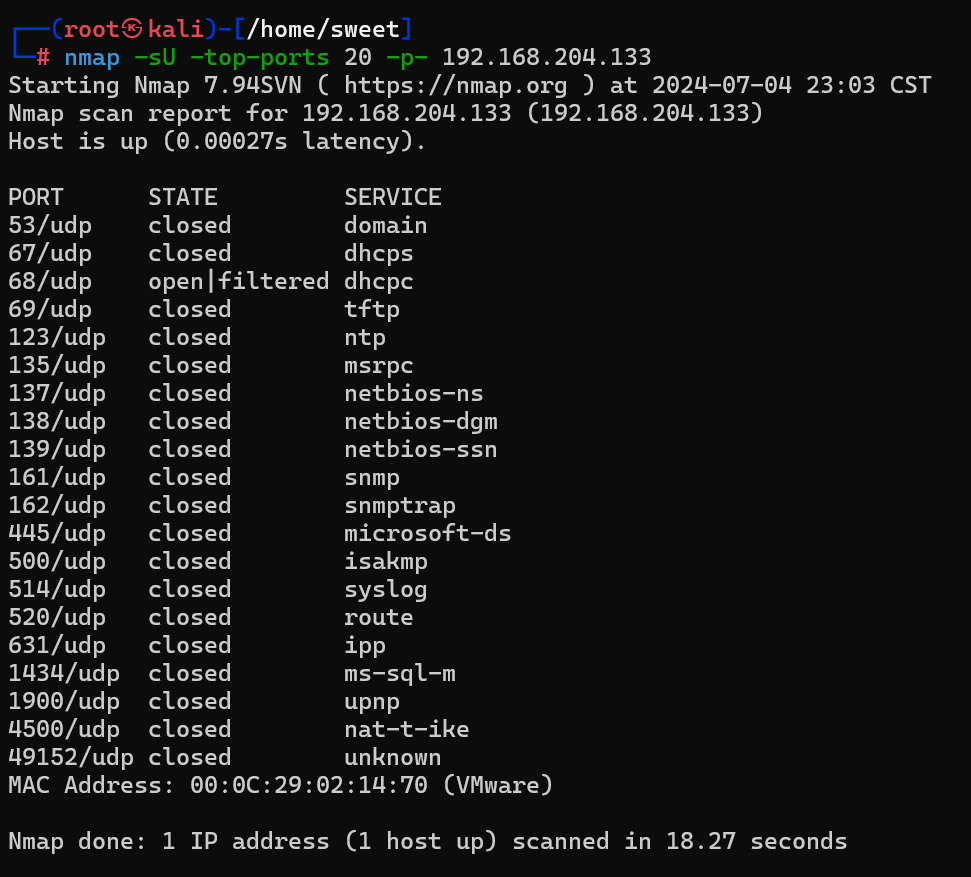 ┌──(root㉿kali)-[/home/sweet]
└─# nmap -sU -top-ports 20 -p- 192.168.204.133
Starting Nmap 7.94SVN ( https://nmap.org ) at 2024-07-04 23:03 CST
Nmap scan report for 192.168.204.133 (192.168.204.133)
Host is up (0.00027s latency).

PORT      STATE         SERVICE
53/udp    closed        domain
67/udp    closed        dhcps
68/udp    open|filtered dhcpc
69/udp    closed        tftp
123/udp   closed        ntp
135/udp   closed        msrpc
137/udp   closed        netbios-ns
138/udp   closed        netbios-dgm
139/udp   closed        netbios-ssn
161/udp   closed        snmp
162/udp   closed        snmptrap
445/udp   closed        microsoft-ds
500/udp   closed        isakmp
514/udp   closed        syslog
520/udp   closed        route
631/udp   closed        ipp
1434/udp  closed        ms-sql-m
1900/udp  closed        upnp
4500/udp  closed        nat-t-ike
49152/udp closed        unknown
MAC Address: 00:0C:29:02:14:70 (VMware)

Nmap done: 1 IP address (1 host up) scanned in 18.27 seconds